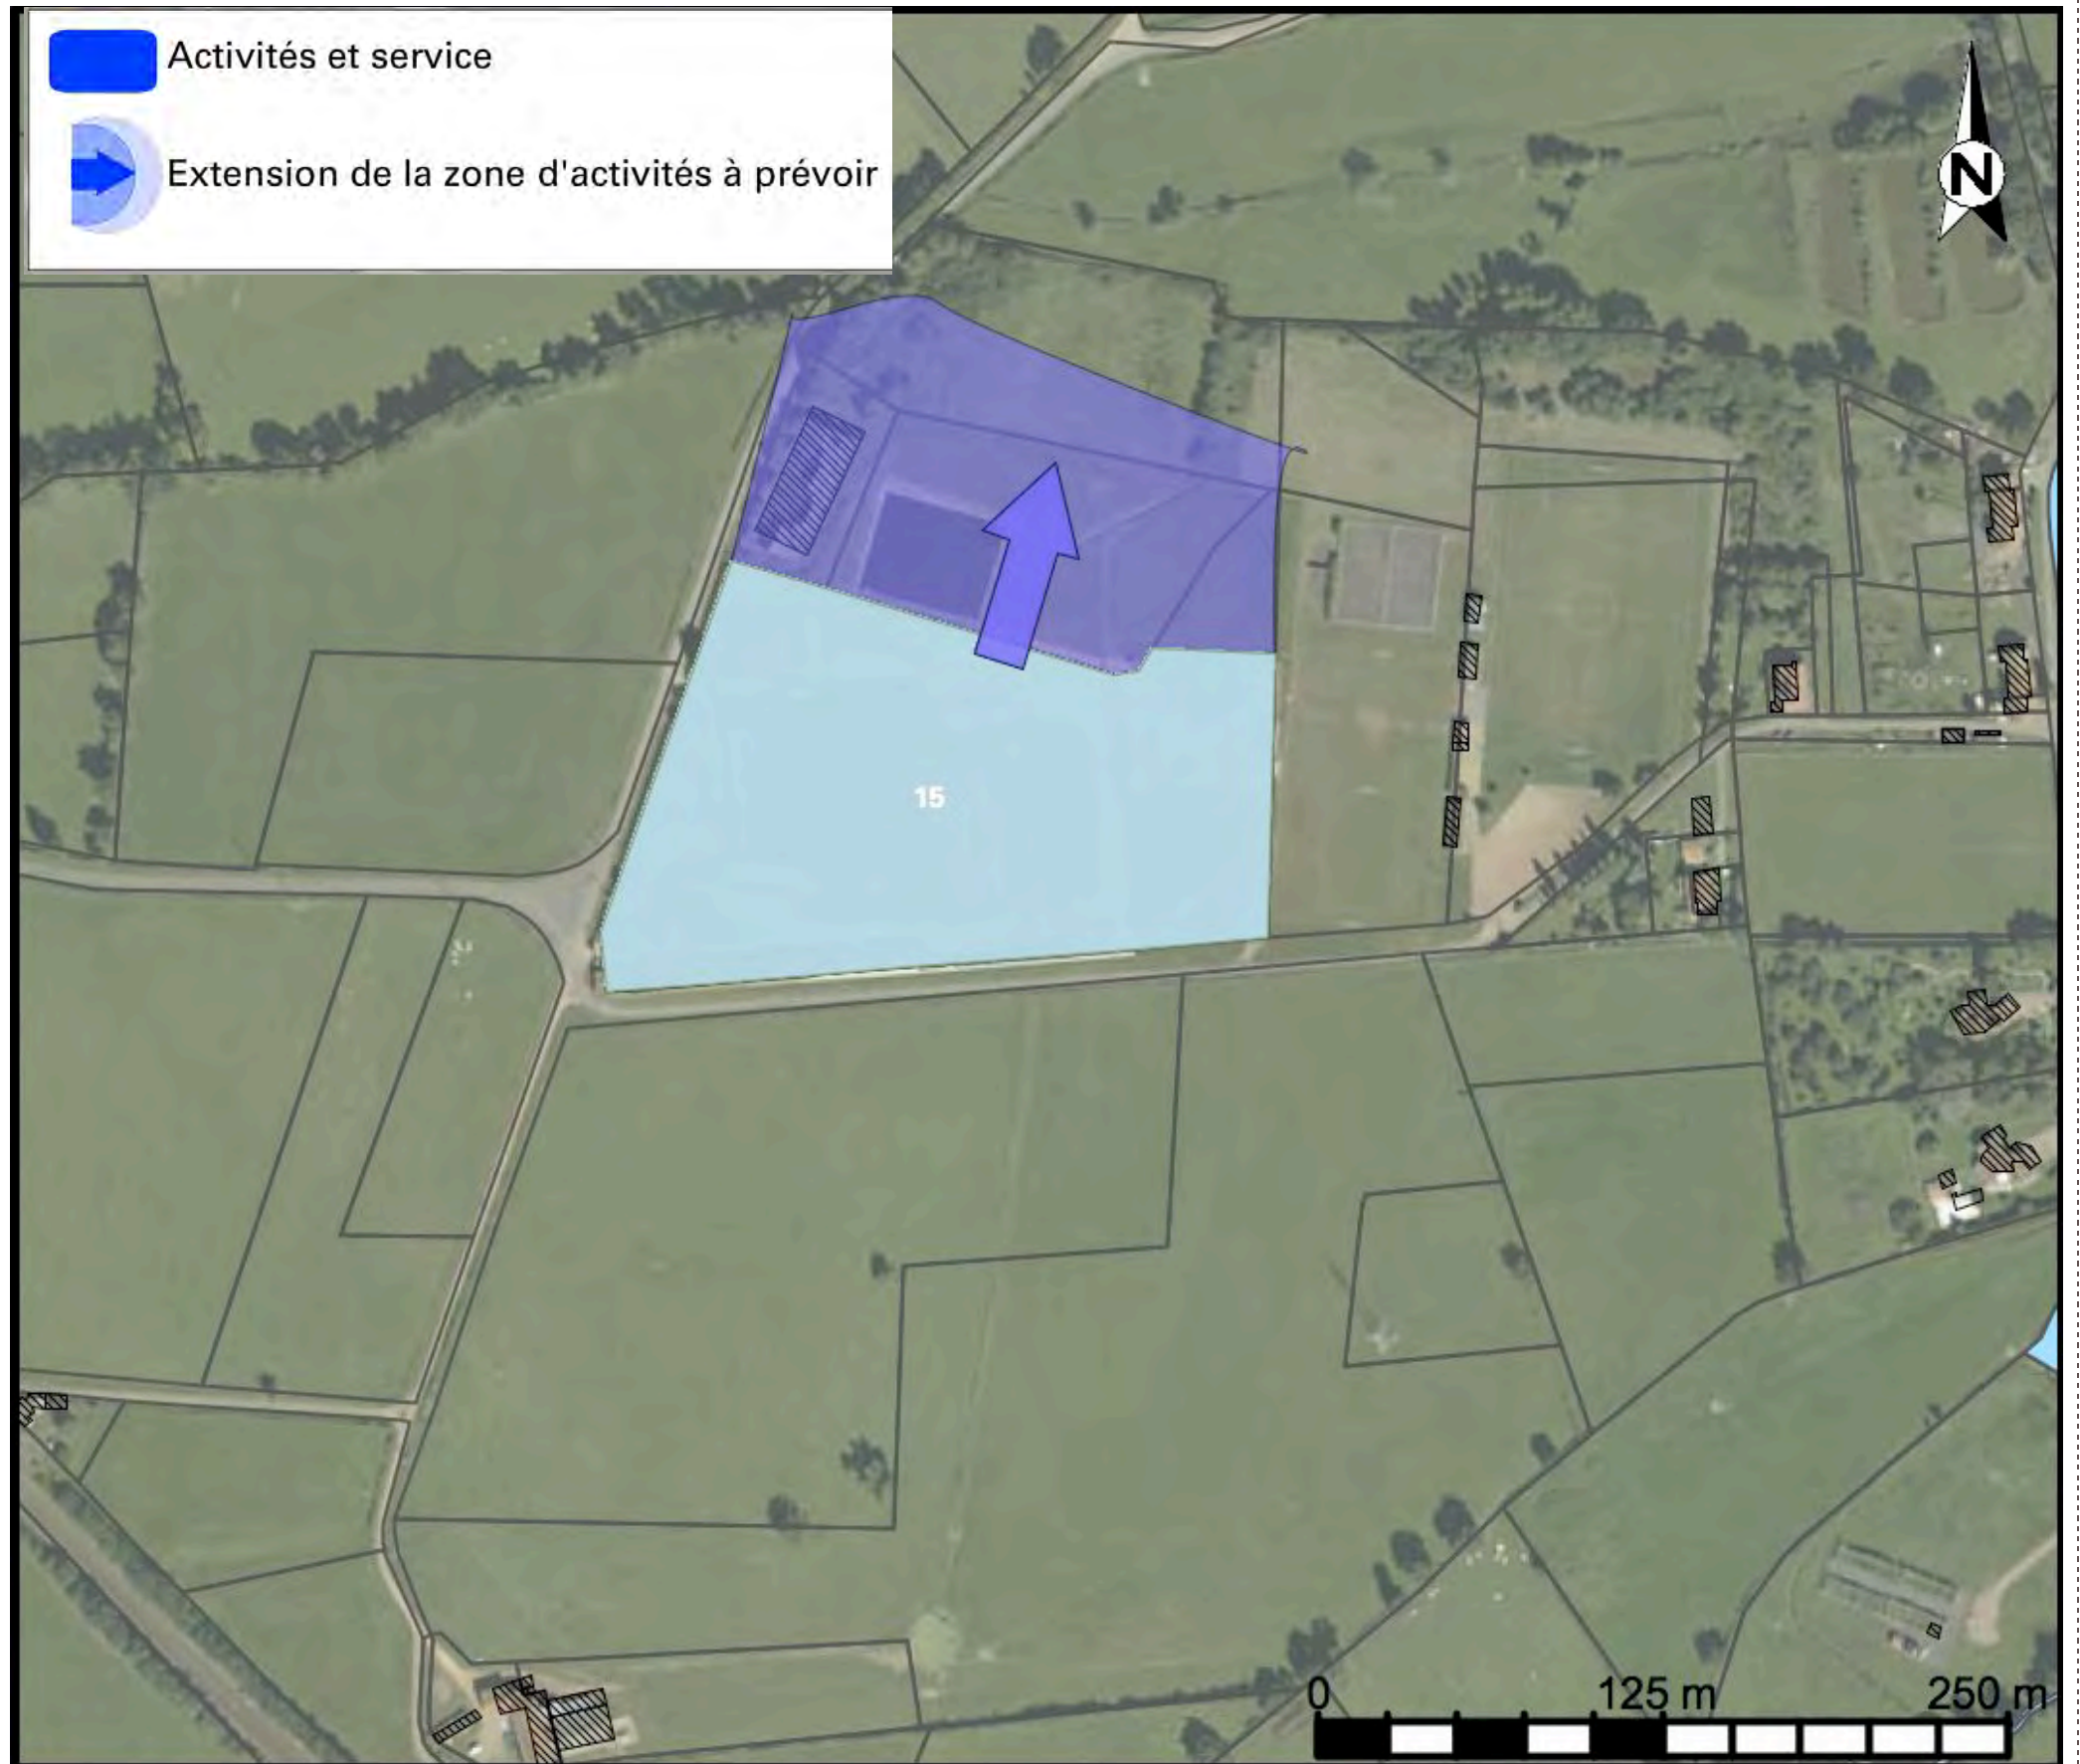 Activités et service
Extension de la zone d'activités à prévoir
N
15
0 125 m 250 m